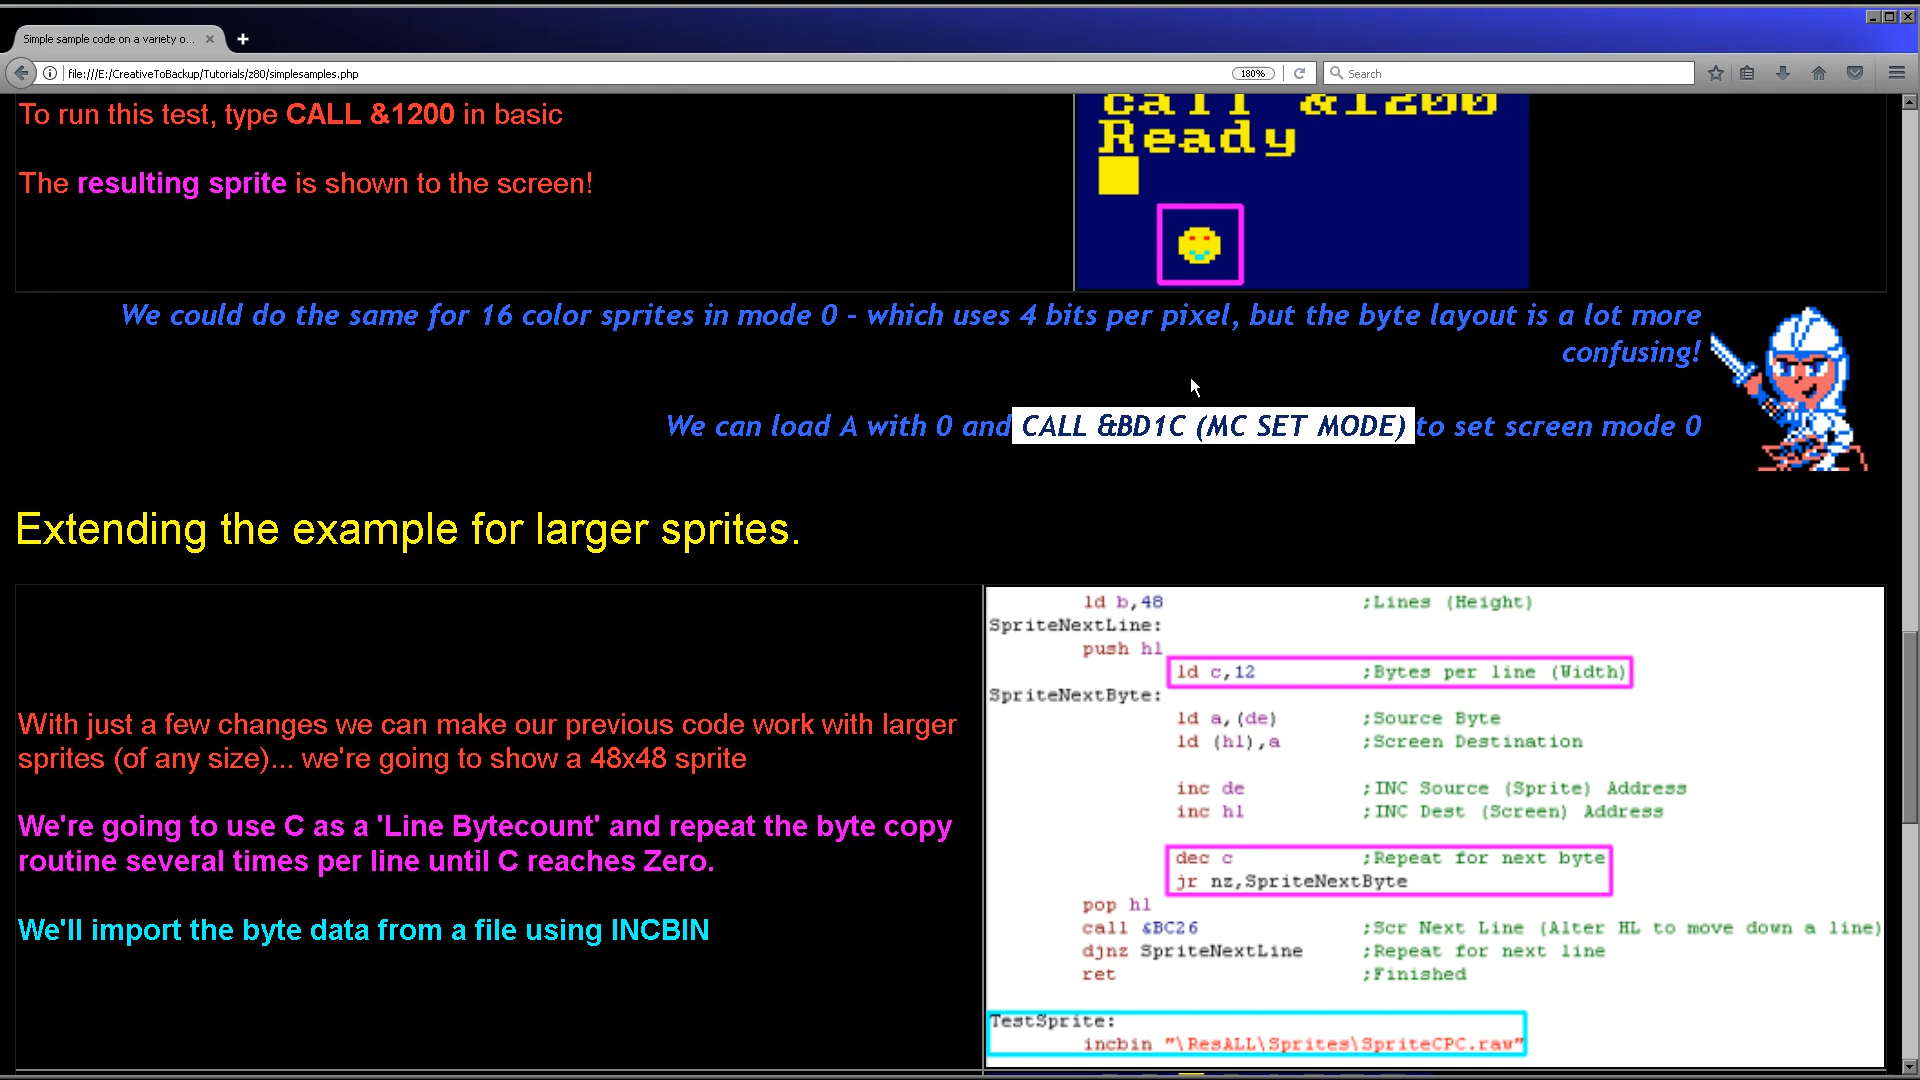 Simple sample code on a variety o...
file:///E:/CreativeToBackup/Tutorials/z80/simplesamples.php
180%
Search
To run this test, type CALL &1200 in basic
The resulting sprite is shown to the screen!
call &1200
Ready
We could do the same for 16 color sprites in mode 0 - which uses 4 bits per pixel, but the byte layout is a lot more
confusing!
We can load A with 0 and CALL &BD1C (MC SET MODE) to set screen mode 0
Extending the example for larger sprites.
With just a few changes we can make our previous code work with larger
sprites (of any size)... we're going to show a 48x48 sprite
We're going to use C as a 'Line Bytecount' and repeat the byte copy
routine several times per line until C reaches Zero.
We'll import the byte data from a file using INCBIN
ld b,48 ;Lines (Height)
SpriteNextLine:
push hl
ld c,12 ;Bytes per line (Width)
SpriteNextByte:
ld a,(de) ;Source Byte
ld (hl),a ;Screen Destination
inc de ;INC Source (Sprite) Address
inc hl ;INC Dest (Screen) Address
dec c ;Repeat for next byte
jr nz,SpriteNextByte
pop hl
call &BC26 ;Scr Next Line (Alter HL to move down a line)
djnz SpriteNextLine ;Repeat for next line
ret ;Finished
TestSprite:
incbin "\ResALL\Sprites\SpriteCPC.raw"